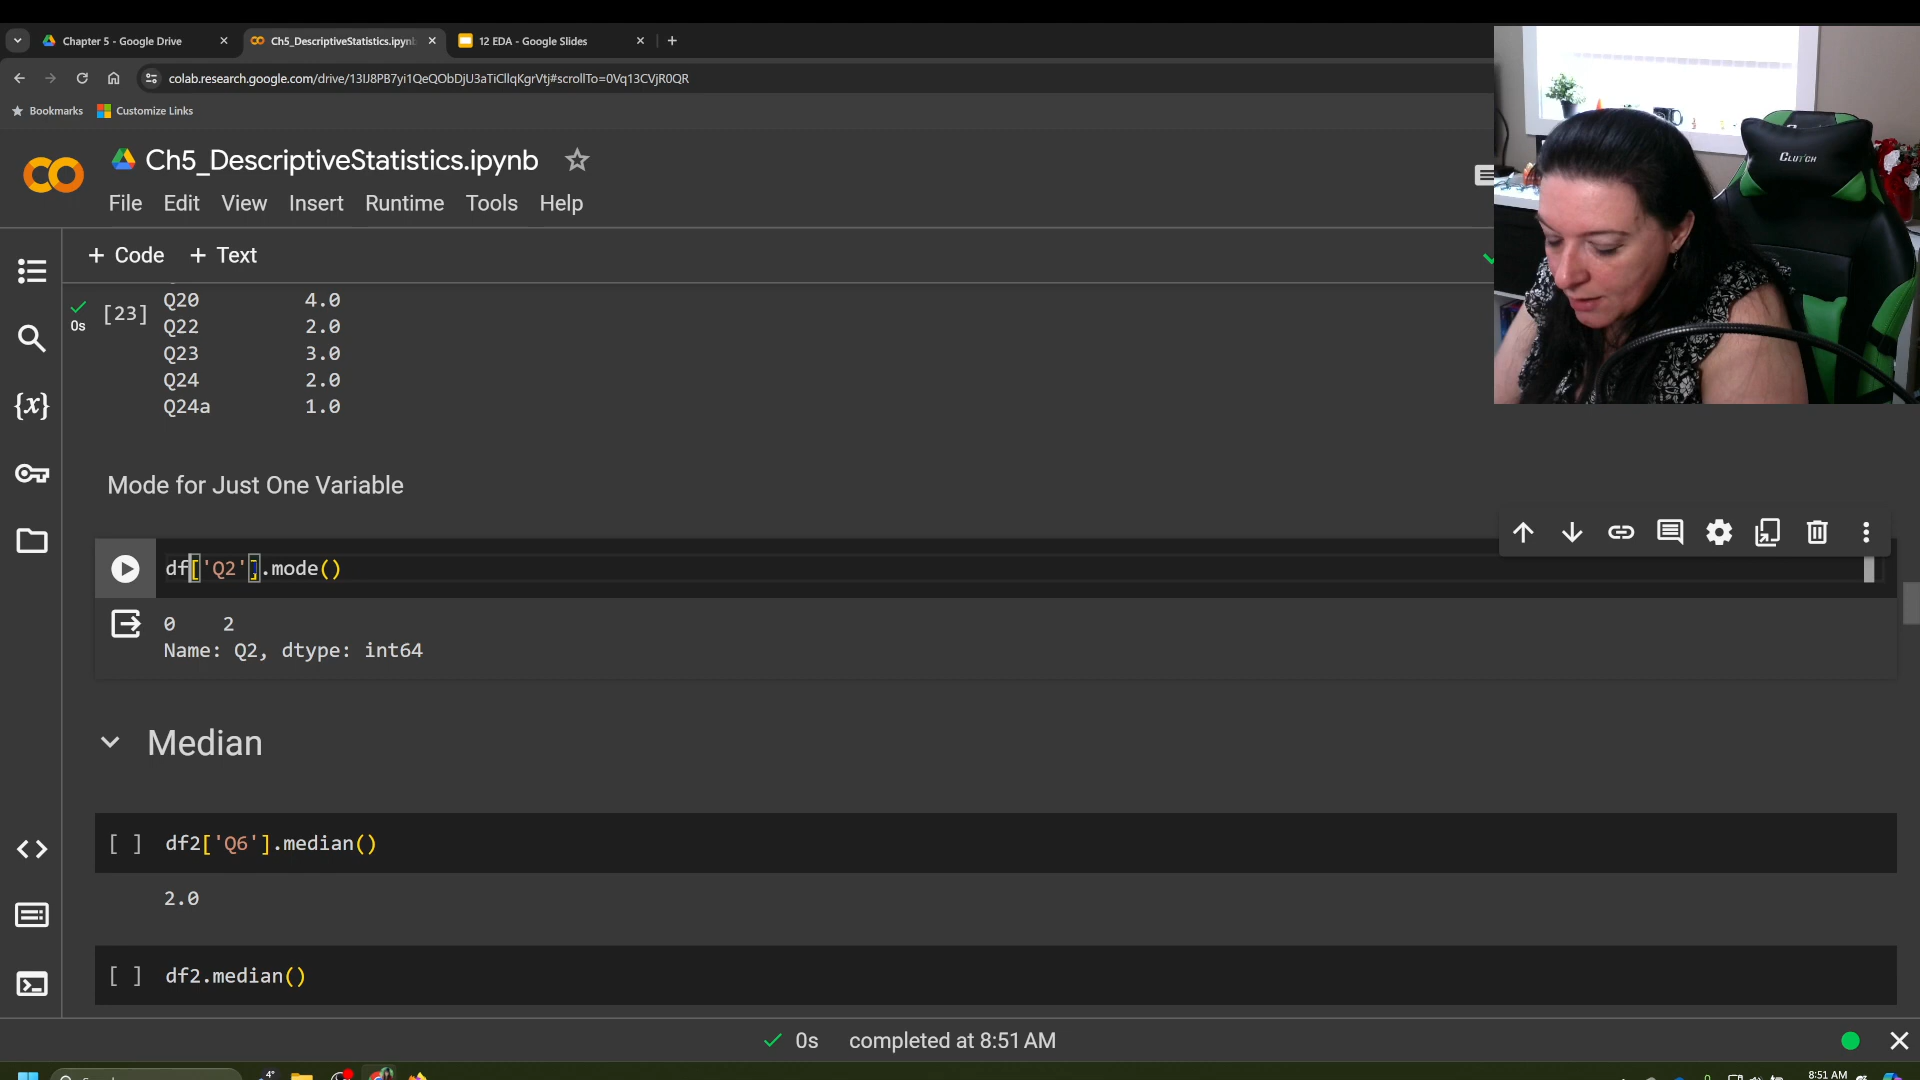 Chapter 5 - Google Drive
Ch5_DescriptiveStatistics.ipynb
12 EDA - Google Slides
colab.research.google.com/drive/13IJ8PB7yi1QeQObDjU3aTiCllqKgrVtj#scrollTo=0Vq13CVjR0QR
Bookmarks
Customize Links
Ch5_DescriptiveStatistics.ipynb
File Edit View Insert Runtime Tools Help
+ Code + Text
0s
[23]
Q20 4.0
Q22 2.0
Q23 3.0
Q24 2.0
Q24a 1.0
Mode for Just One Variable
df['Q2'].mode()
0 2
Name: Q2, dtype: int64
Median
[ ] df2['Q6'].median()
2.0
[ ] df2.median()
0s completed at 8:51 AM
4°
8:51 AM
CLUTCH